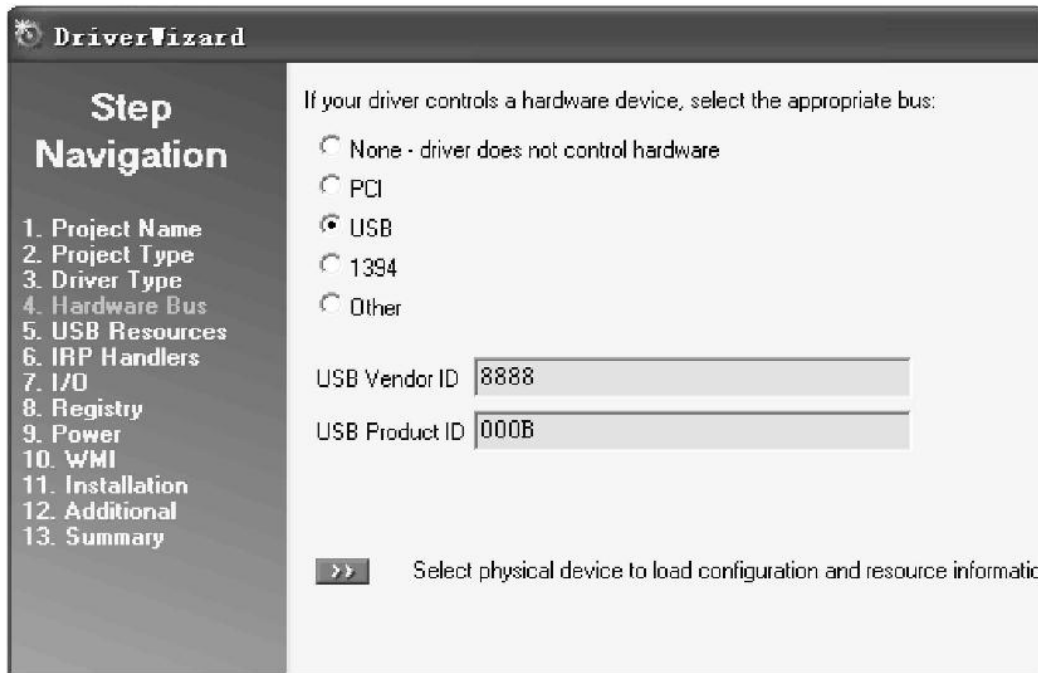 DriverWizard
Step
Navigation
1. Project Name
2. Project Type
3. Driver Type
4. Hardware Bus
5. USB Resources
6. IRP Handlers
7. I/O
8. Registry
9. Power
10. WMI
11. Installation
12. Additional
13. Summary
If your driver controls a hardware device, select the appropriate bus:
None - driver does not control hardware
PCI
USB
1394
Other
USB Vendor ID 8888
USB Product ID 000B
>> Select physical device to load configuration and resource informatio